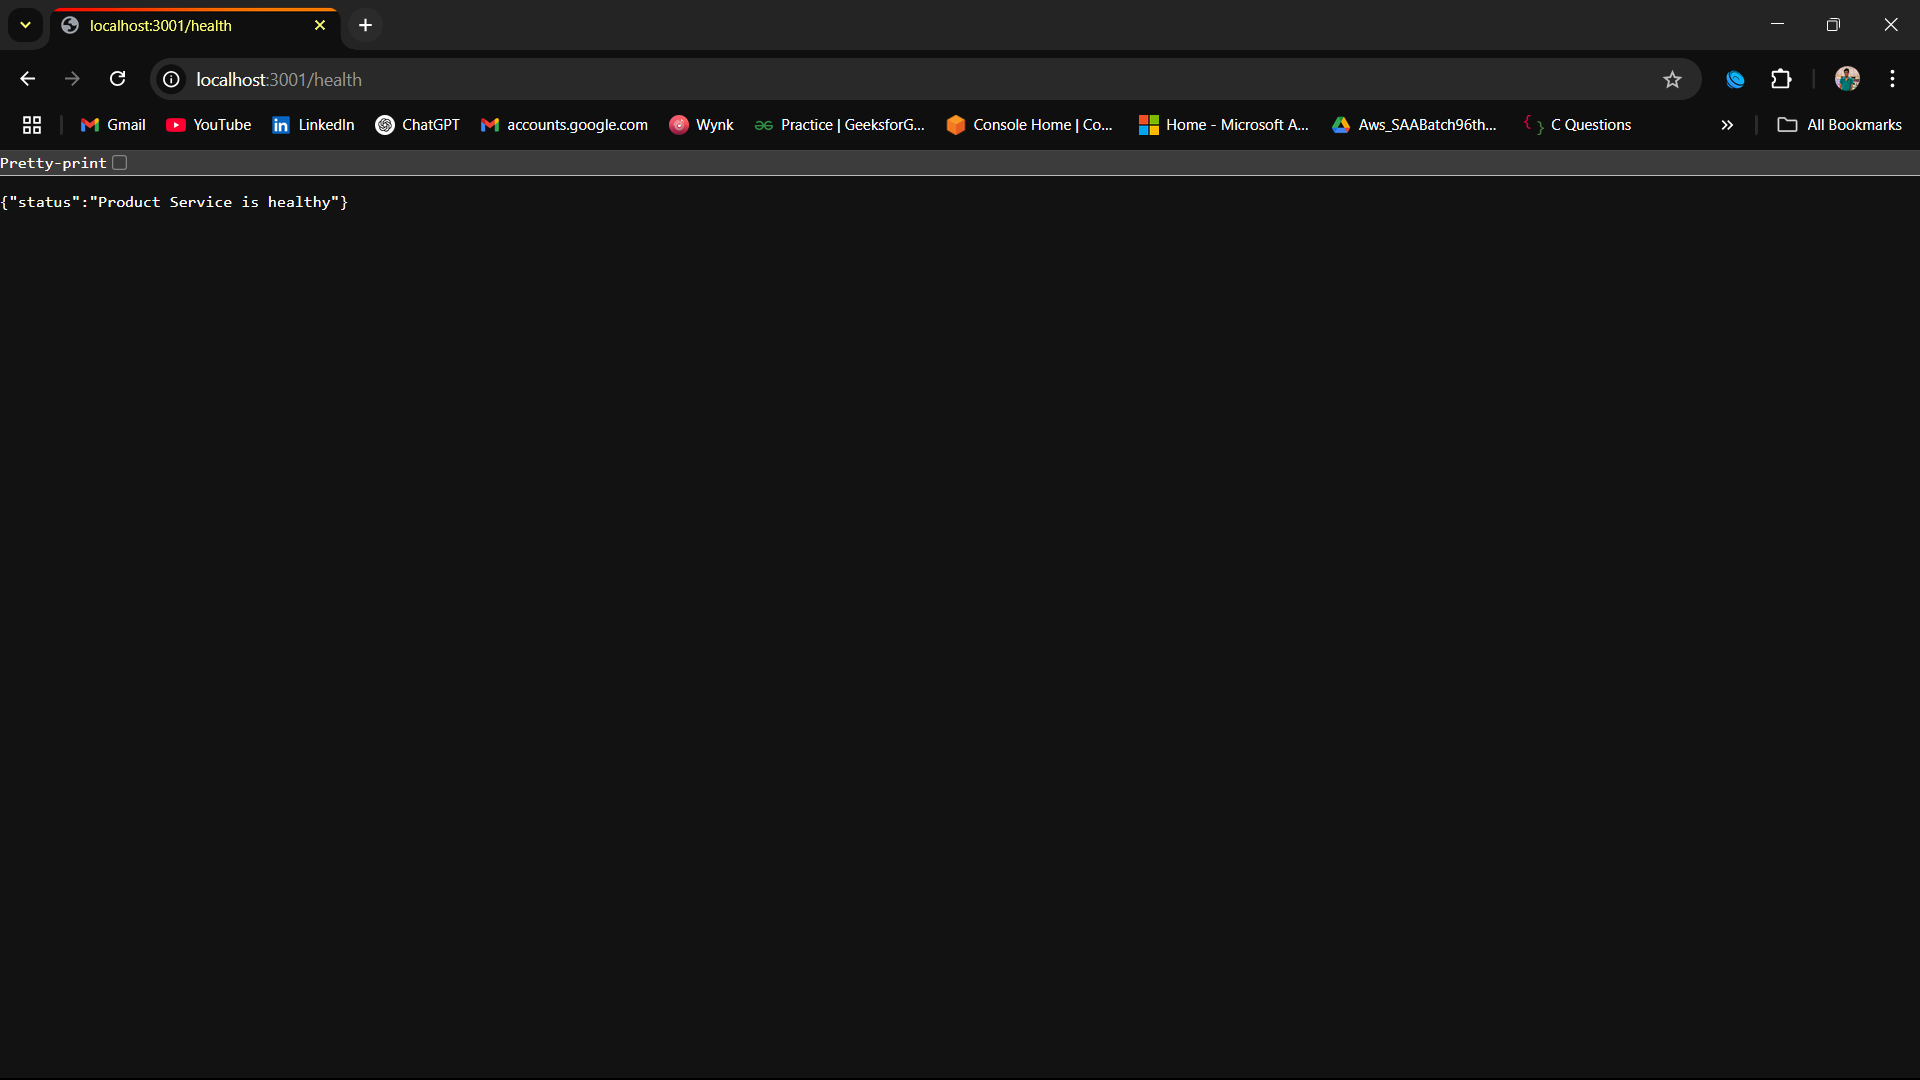 localhost:3001/health
localhost:3001/health
Gmail YouTube LinkedIn ChatGPT accounts.google.com Wynk Practice | GeeksforG... Console Home | Co... Home - Microsoft A... Aws_SAABatch96th... C Questions All Bookmarks
Pretty-print
{"status":"Product Service is healthy"}